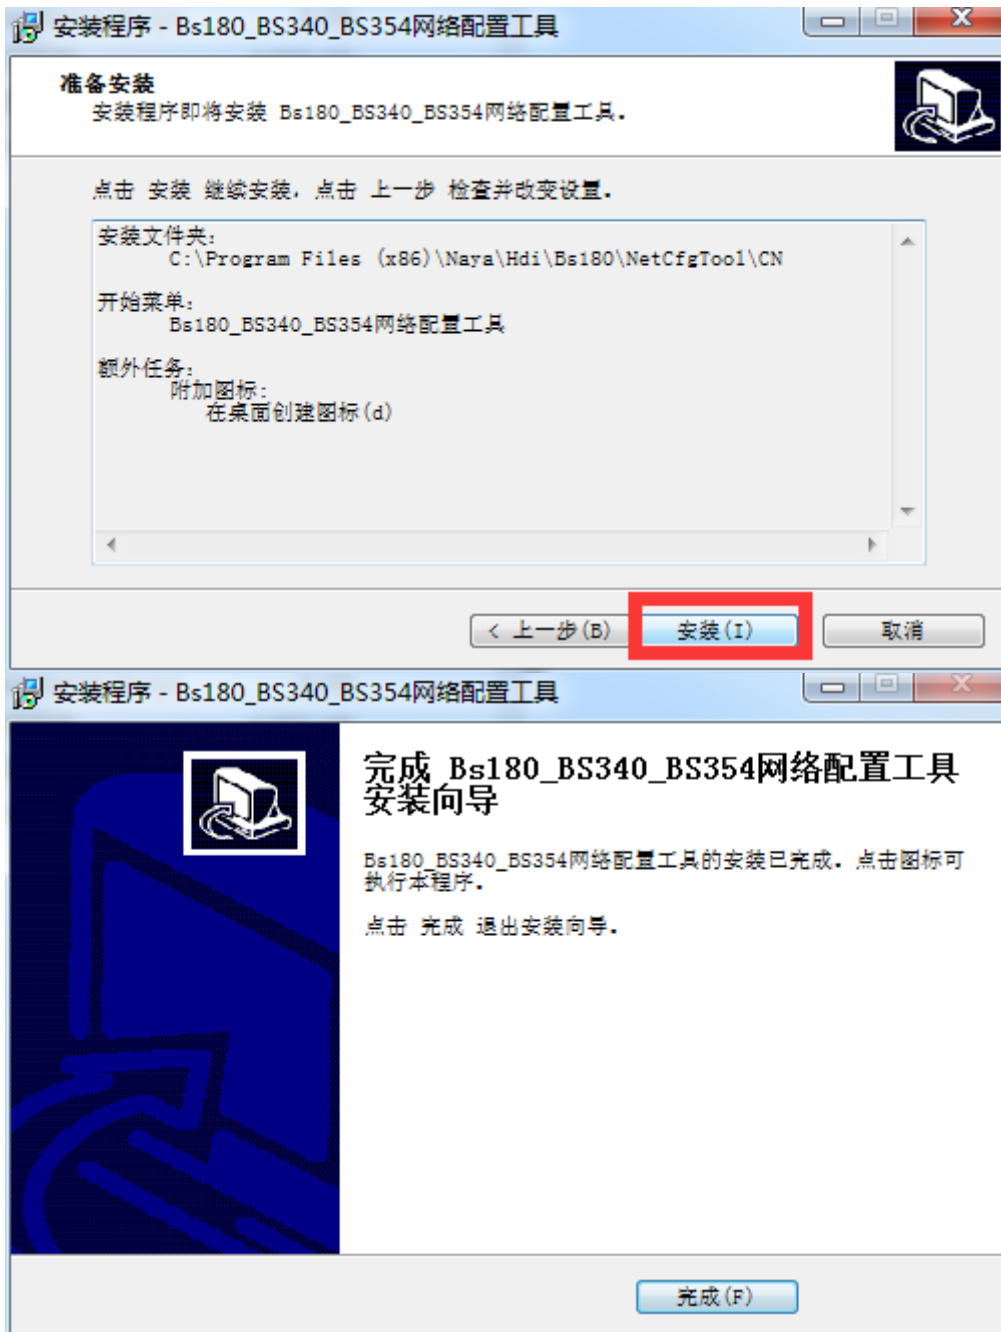 安装程序 - Bs180_BS340_BS354网络配置工具
准备安装
安装程序即将安装 Bs180_BS340_BS354网络配置工具.
点击 安装 继续安装, 点击 上一步 检查并改变设置.
安装文件夹:
C:\Program Files (x86)\Naya\Hdi\Bs180\NetCfgTool\CN
开始菜单:
Bs180_BS340_BS354网络配置工具
额外任务:
附加图标:
在桌面创建图标(d)
< 上一步(B)
安装(I)
取消
安装程序 - Bs180_BS340_BS354网络配置工具
完成 Bs180_BS340_BS354网络配置工具
安装向导
Bs180_BS340_BS354网络配置工具的安装已完成. 点击图标可
执行本程序.
点击 完成 退出安装向导.
完成(F)